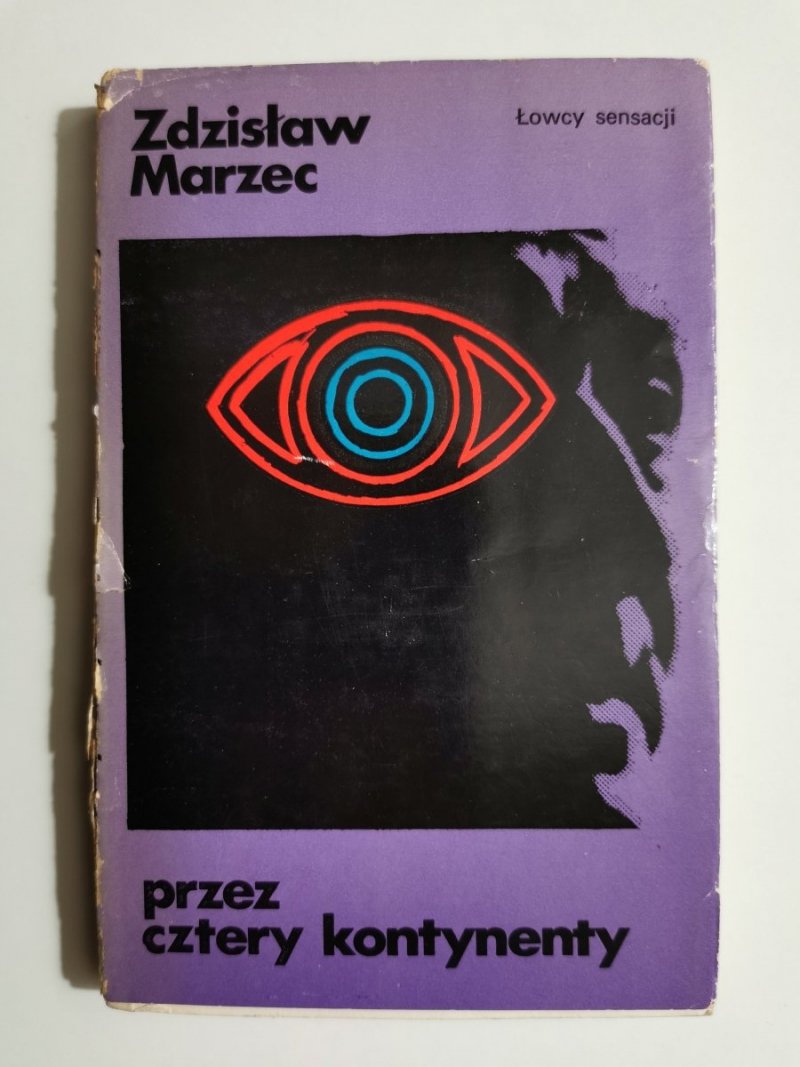 Zdzisław
Marzec
Łowcy sensacji
przez
cztery kontynenty